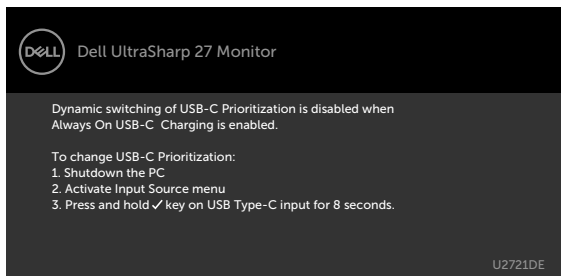 DELL
Dell UltraSharp 27 Monitor
Dynamic switching of USB-C Prioritization is disabled when
Always On USB-C  Charging is enabled.
To change USB-C Prioritization:
1. Shutdown the PC
2. Activate Input Source menu
3. Press and hold ✓ key on USB Type-C input for 8 seconds.
U2721DE